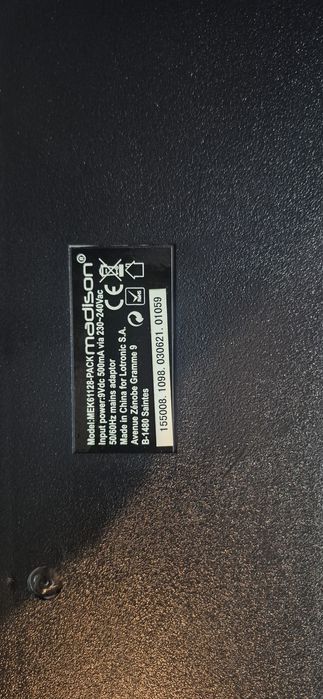 madison®
Model:MEK61128-PACK
Input power:9Vdc 500mA via 230~240Vac
50/60Hz mains adaptor
Made in China for Lotronic S.A.
Avenue Zénobe Gramme 9
B-1480 Saintes
CE
155008. 1098. 030621. 01059